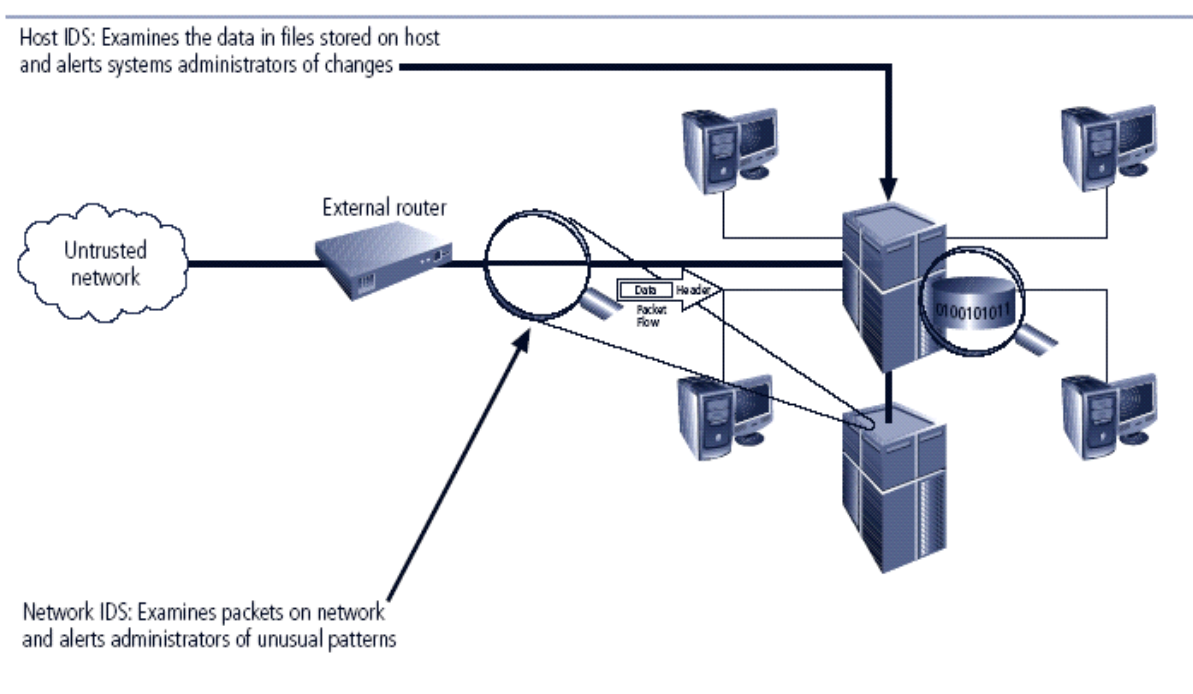 Host IDS: Examines the data in files stored on host
and alerts systems administrators of changes
External router
Untrusted
network
Data
Header
Packet
Flow
0100101011
Network IDS: Examines packets on network
and alerts administrators of unusual patterns